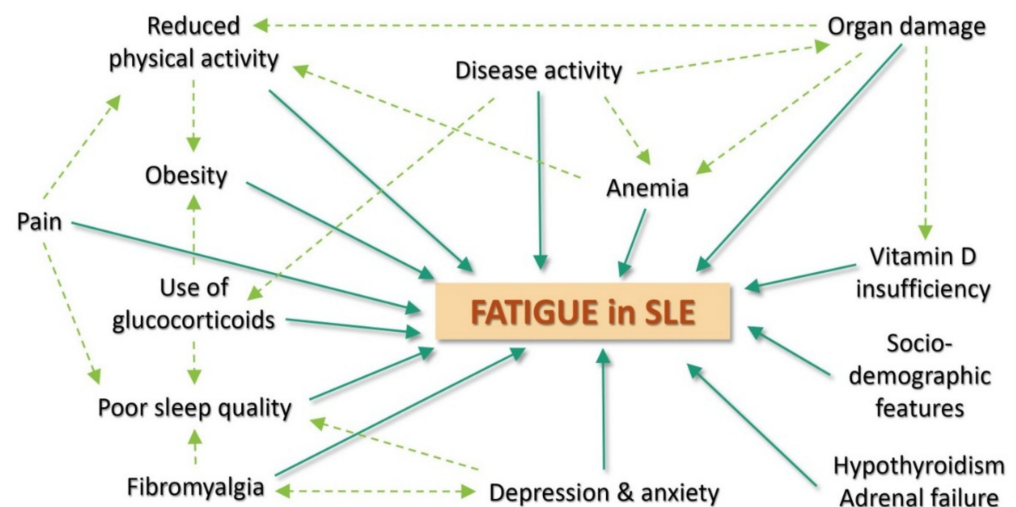 Reduced
physical activity
Organ damage
Disease activity
Obesity
Anemia
Pain
Vitamin D
insufficiency
Use of
glucocorticoids
FATIGUE in SLE
Socio-
demographic
features
Poor sleep quality
Hypothyroidism
Adrenal failure
Fibromyalgia
Depression & anxiety